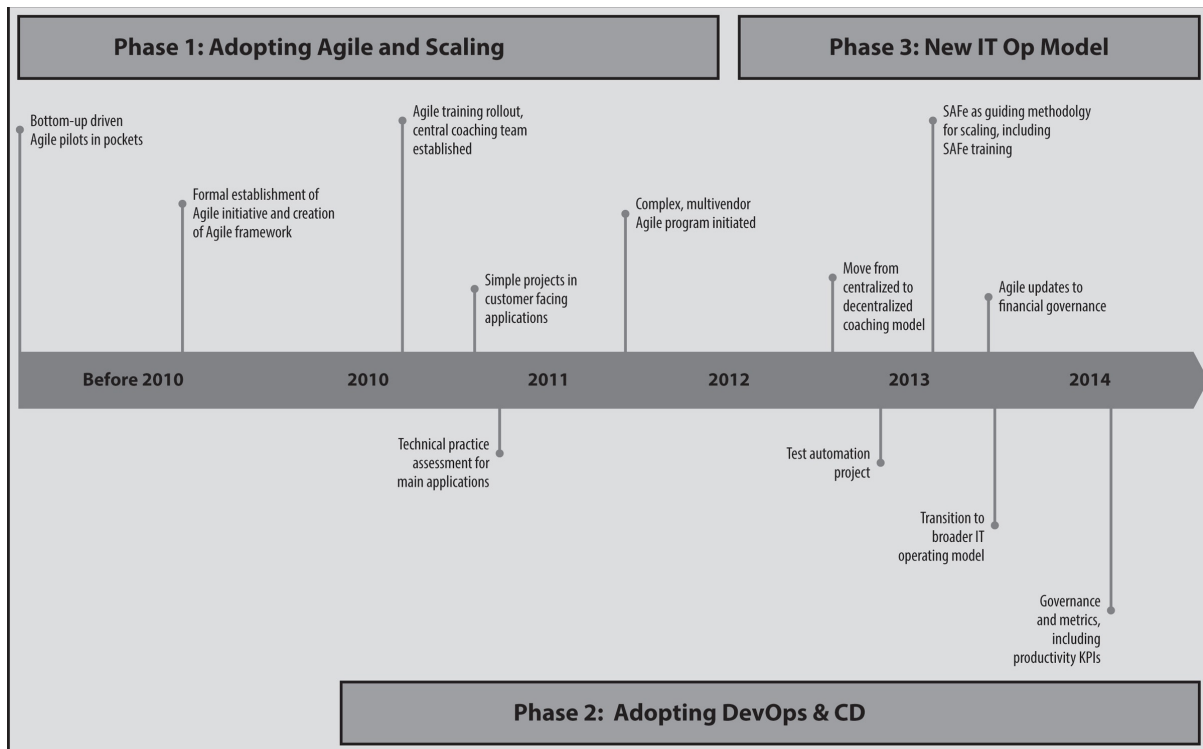 Phase 1: Adopting Agile and Scaling
Phase 3: New IT Op Model
Bottom-up driven
Agile pilots in pockets
Formal establishment of
Agile initiative and creation
of Agile framework
Agile training rollout,
central coaching team
established
Simple projects in
customer facing
applications
Complex, multivendor
Agile program initiated
Move from
centralized to
decentralized
coaching model
SAFe as guiding methodolgy
for scaling, including
SAFe training
Agile updates to
financial governance
Before 2010
2010
2011
2012
2013
2014
Technical practice
assessment for
main applications
Test automation
project
Transition to
broader IT
operating model
Governance
and metrics,
including
productivity KPIs
Phase 2: Adopting DevOps & CD